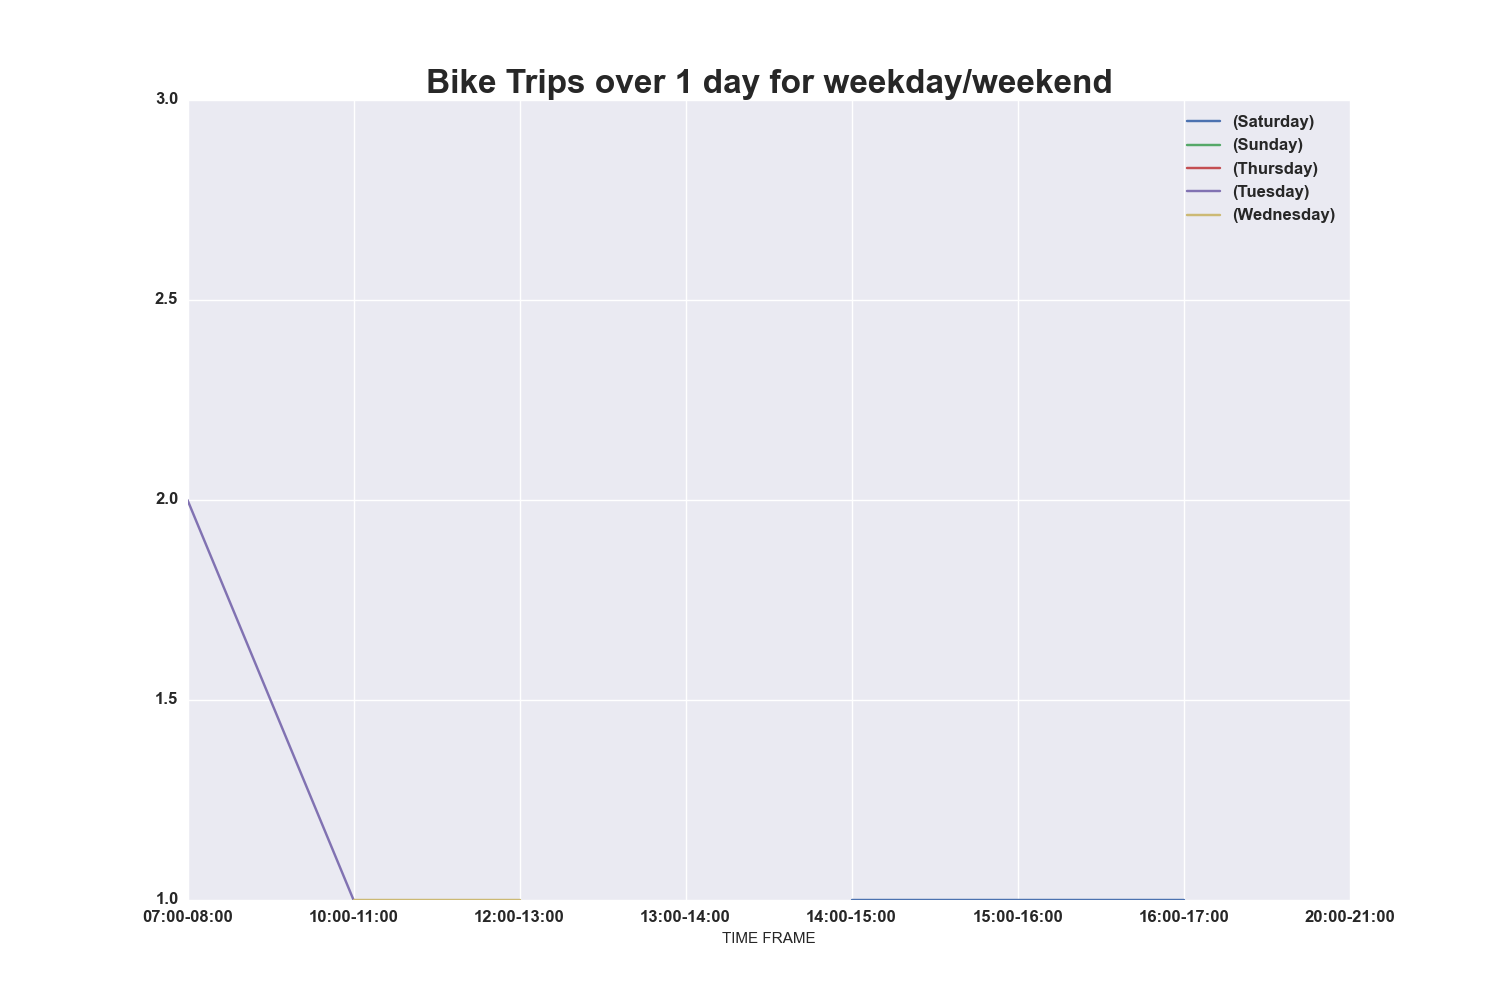 Bike Trips over 1 day for weekday/weekend
3.0
(Saturday)
(Sunday)
(Thursday)
(Tuesday)
(Wednesday)
2.5
2.0
1.5
1.0
07:00-08:00 10:00-11:00 12:00-13:00 13:00-14:00 14:00-15:00 15:00-16:00 16:00-17:00 20:00-21:00
TIME FRAME